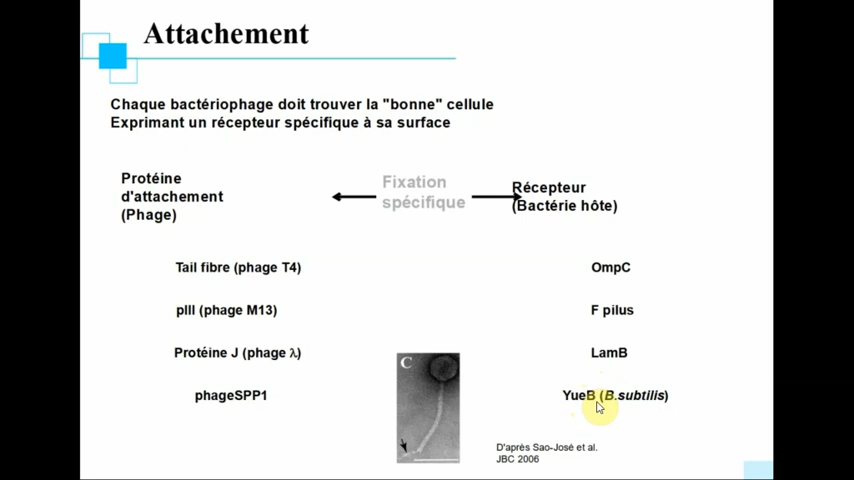 Attachement
Chaque bactériophage doit trouver la "bonne" cellule
Exprimant un récepteur spécifique à sa surface
Protéine
d'attachement
(Phage)
Fixation
spécifique
Récepteur
(Bactérie hôte)
Tail fibre (phage T4)
OmpC
pIII (phage M13)
F pilus
Protéine J (phage λ)
LamB
phageSPP1
YueB (B.subtilis)
C
D'après Sao-José et al.
JBC 2006